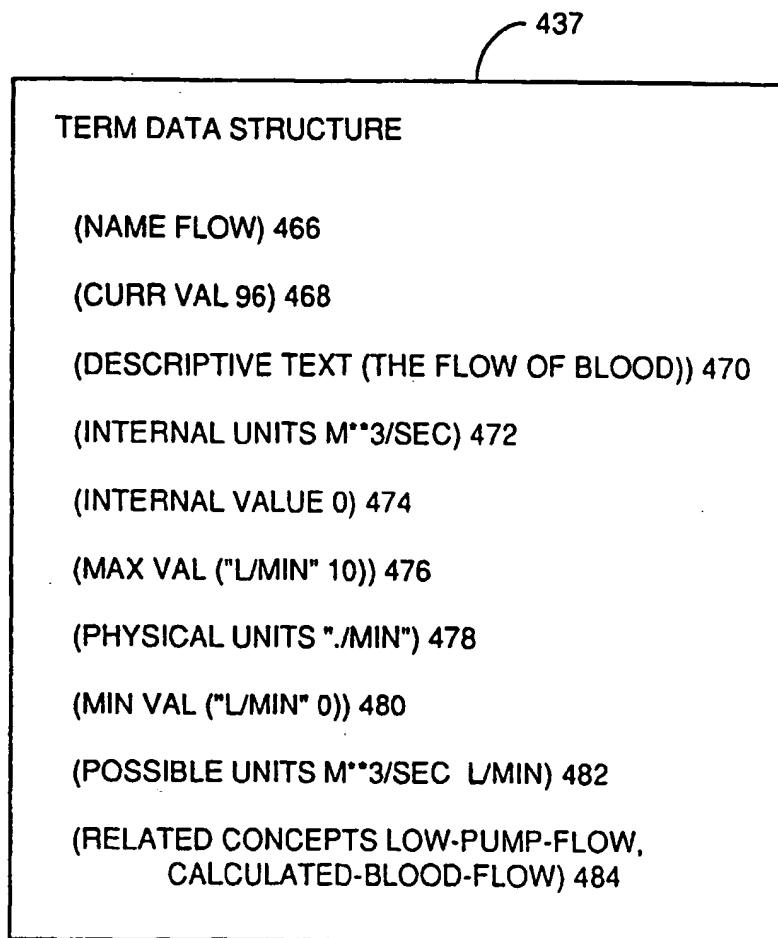 437
TERM DATA STRUCTURE
(NAME FLOW) 466
(CURR VAL 96) 468
(DESCRIPTIVE TEXT (THE FLOW OF BLOOD)) 470
(INTERNAL UNITS M**3/SEC) 472
(INTERNAL VALUE 0) 474
(MAX VAL ("L/MIN" 10)) 476
(PHYSICAL UNITS "./MIN") 478
(MIN VAL ("L/MIN" 0)) 480
(POSSIBLE UNITS M**3/SEC L/MIN) 482
(RELATED CONCEPTS LOW-PUMP-FLOW,
CALCULATED-BLOOD-FLOW) 484